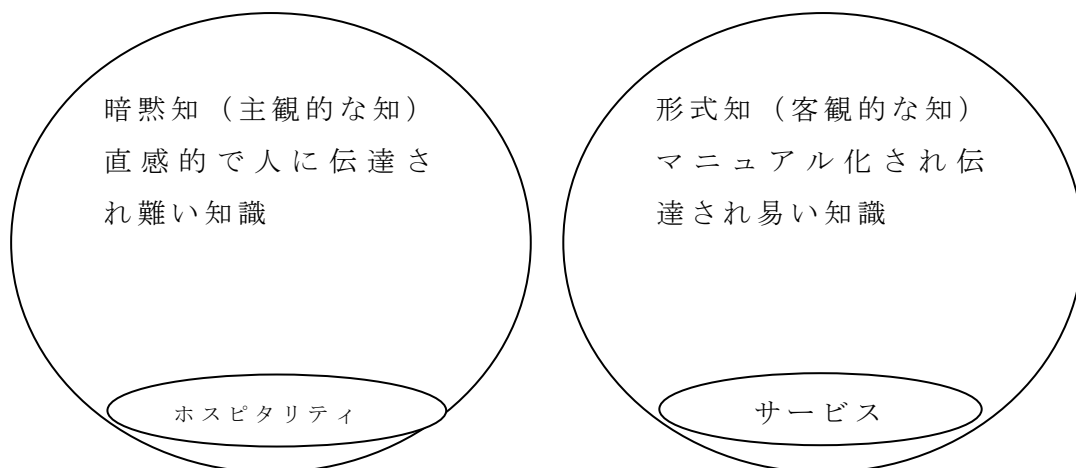 暗黙知（主観的な知）
直感的で人に伝達さ
れ難い知識
ホスピタリティ
形式知（客観的な知）
マニュアル化され伝
達され易い知識
サービス